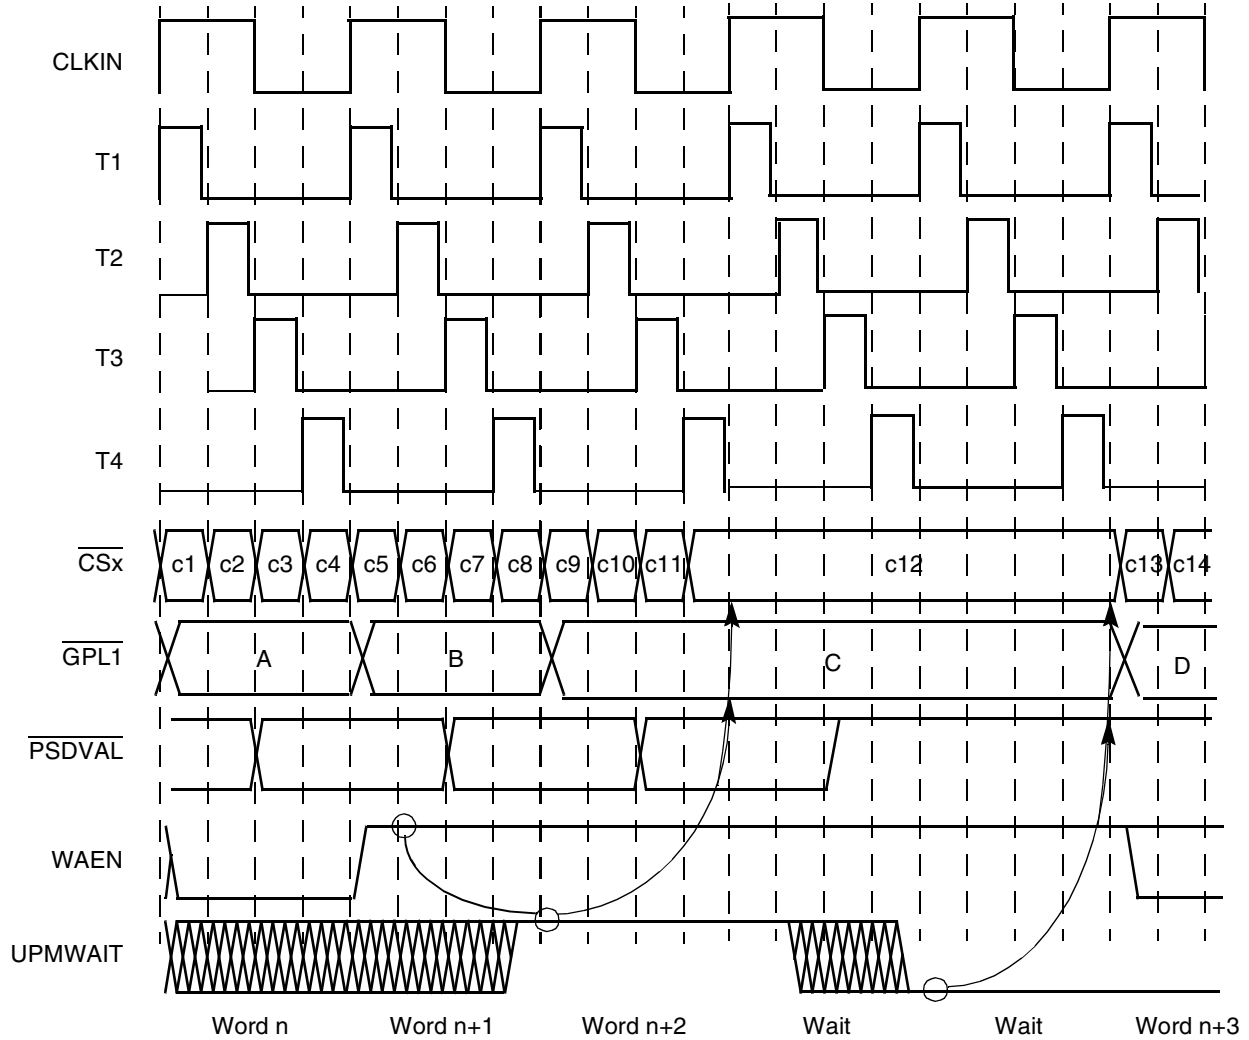 CLKIN
T1
T2
T3
T4
CSx c1 c2 c3 c4 c5 c6 c7 c8 c9 c10 c11 c12 c13 c14
GPL1 A B C D
PSDVAL
WAEN
UPMWAIT
Word n Word n+1 Word n+2 Wait Wait Word n+3